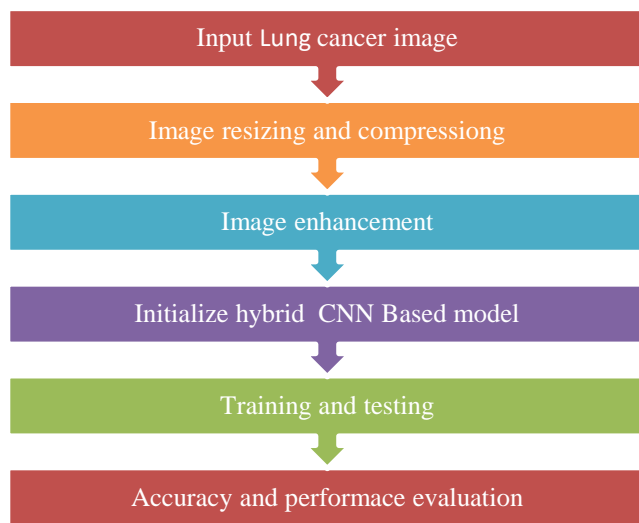 Input Lung cancer image
Image resizing and compressiong
Image enhancement
Initialize hybrid CNN Based model
Training and testing
Accuracy and performace evaluation